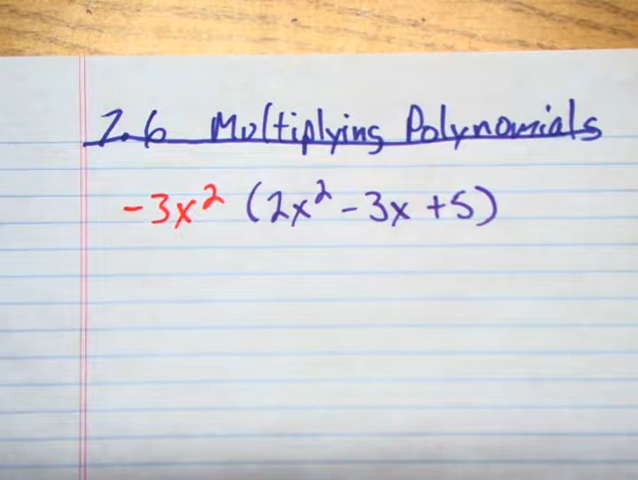 7.6 Multiplying Polynomials
-3x² (2x² - 3x + 5)